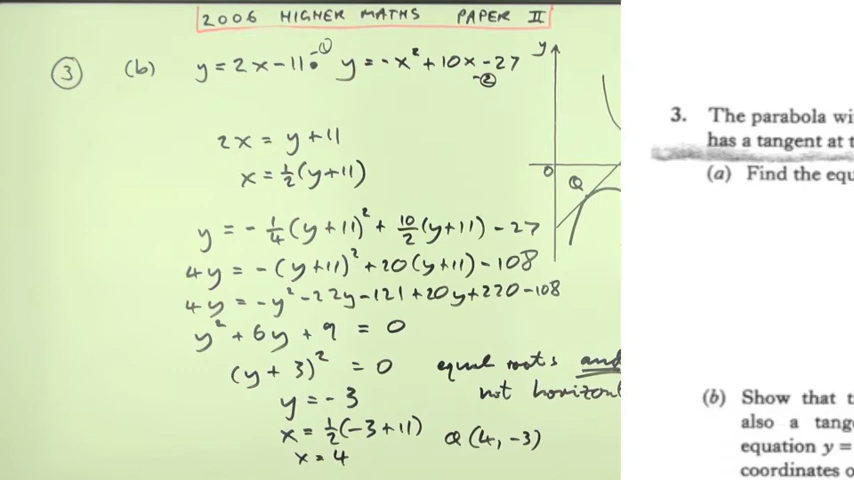 2006 HIGHER MATHS PAPER II
3 (b) y = 2x - 11 -① y = -x² + 10x - 27 -②
2x = y + 11
x = ½(y+11)
y = -¼(y+11)² + 10/2(y+11) - 27
4y = -(y+11)² + 20(y+11) - 108
4y = -y² - 22y - 121 + 20y + 220 - 108
y² + 6y + 9 = 0
(y + 3)² = 0 equal roots and
not
y = -3
x = ½(-3+11) Q(4, -3)
x = 4
y
0
Q
3. The parabola
has a tangent at
(a) Find the
(b) Show that
also a
equation y =
coordinates